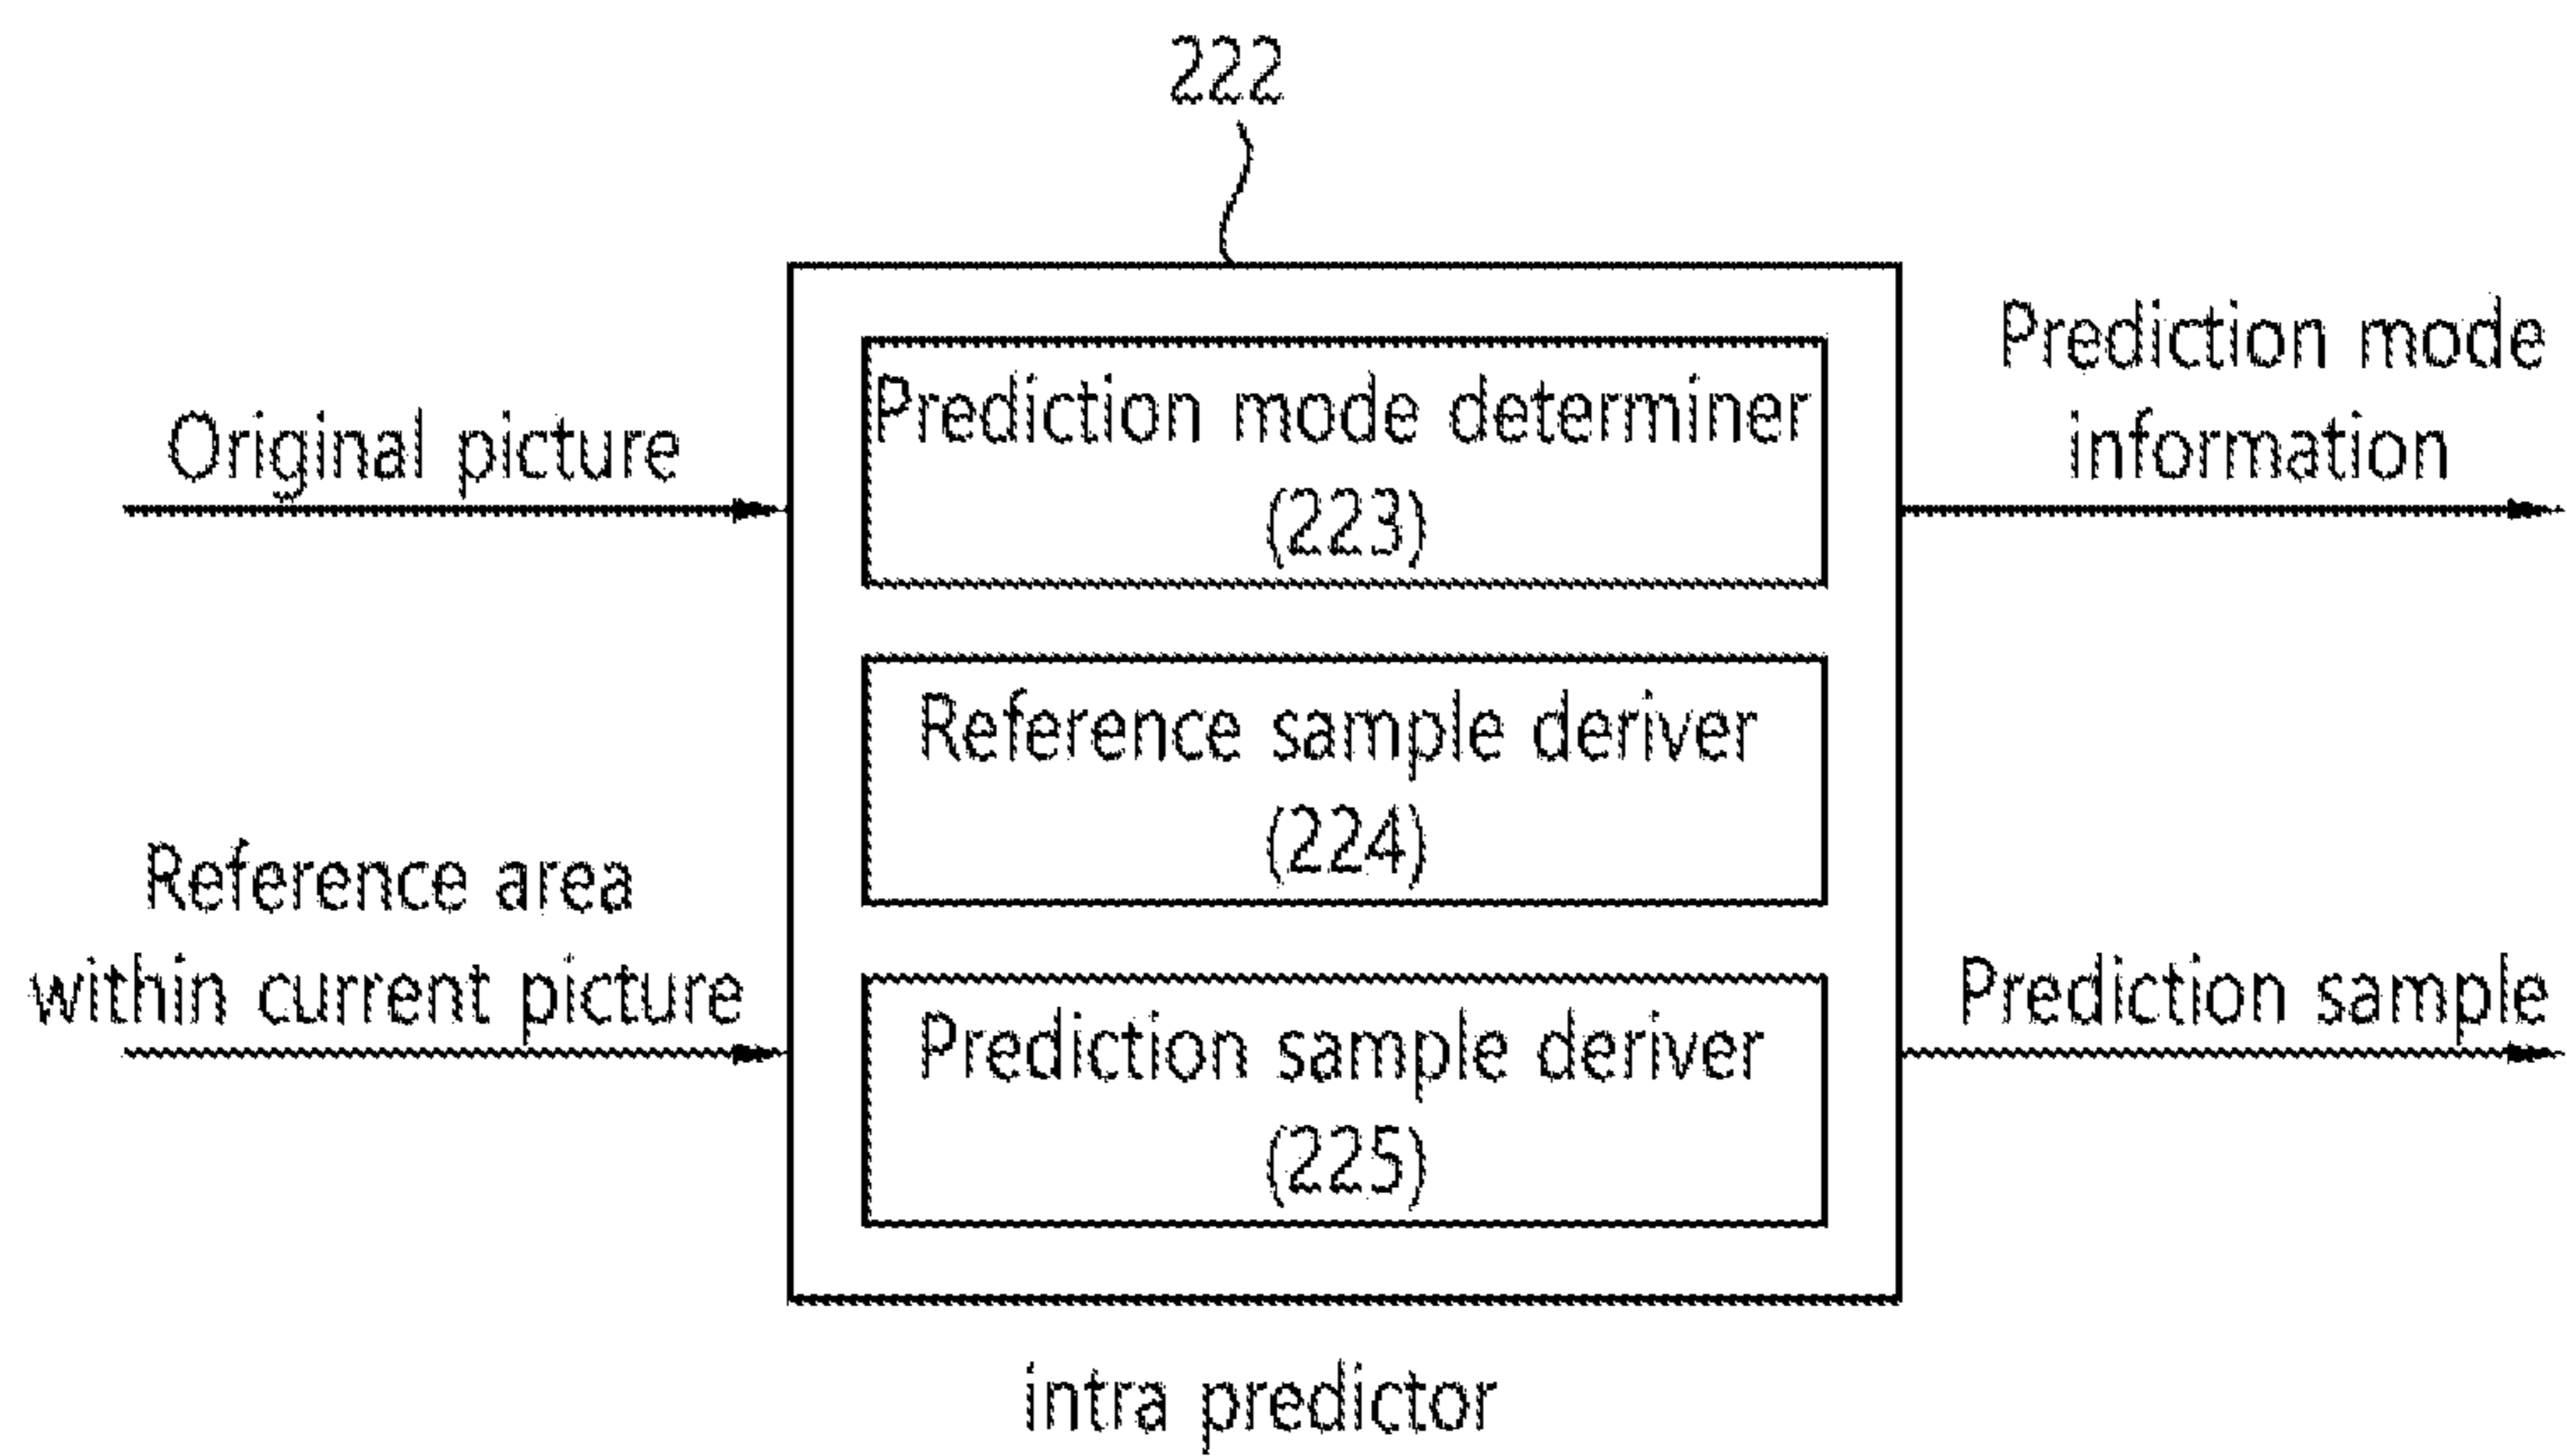 222
Original picture
Reference area
within current picture
Prediction mode determiner
(223)
Reference sample deriver
(224)
Prediction sample deriver
(225)
Prediction mode
information
Prediction sample
intra predictor